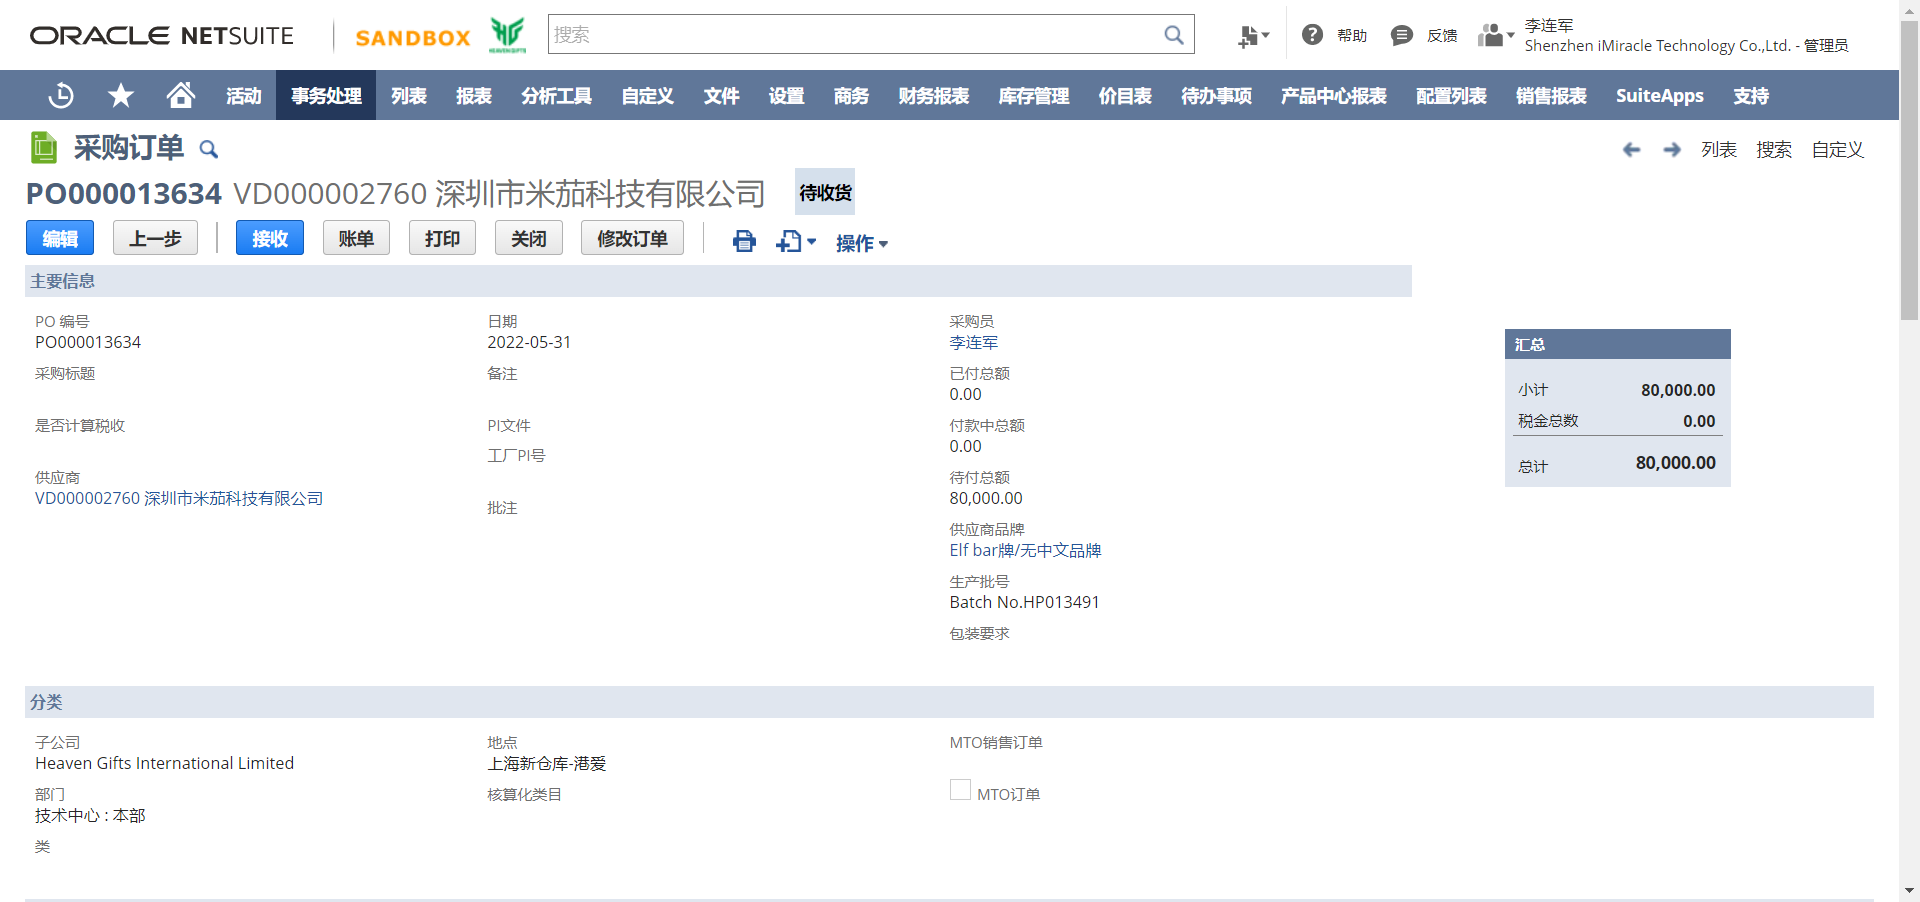 ORACLE NETSUITE
SANDBOX
HEAVEN GIFTS
搜索
帮助
反馈
李连军
Shenzhen iMiracle Technology Co.,Ltd. - 管理员
活动 事务处理 列表 报表 分析工具 自定义 文件 设置 商务 财务报表 库存管理 价目表 待办事项 产品中心报表 配置列表 销售报表 SuiteApps 支持
采购订单
列表 搜索 自定义
PO000013634 VD000002760 深圳市米茄科技有限公司 待收货
编辑 上一步 接收 账单 打印 关闭 修改订单 操作
主要信息
PO 编号
PO000013634
采购标题
是否计算税收
供应商
VD000002760 深圳市米茄科技有限公司
日期
2022-05-31
备注
PI文件
工厂PI号
批注
采购员
李连军
已付总额
0.00
付款中总额
0.00
待付总额
80,000.00
供应商品牌
Elf bar牌/无中文品牌
生产批号
Batch No.HP013491
包装要求
汇总
小计 80,000.00
税金总数 0.00
总计 80,000.00
分类
子公司
Heaven Gifts International Limited
部门
技术中心 : 本部
类
地点
上海新仓库-港爱
核算化类目
MTO销售订单
MTO订单